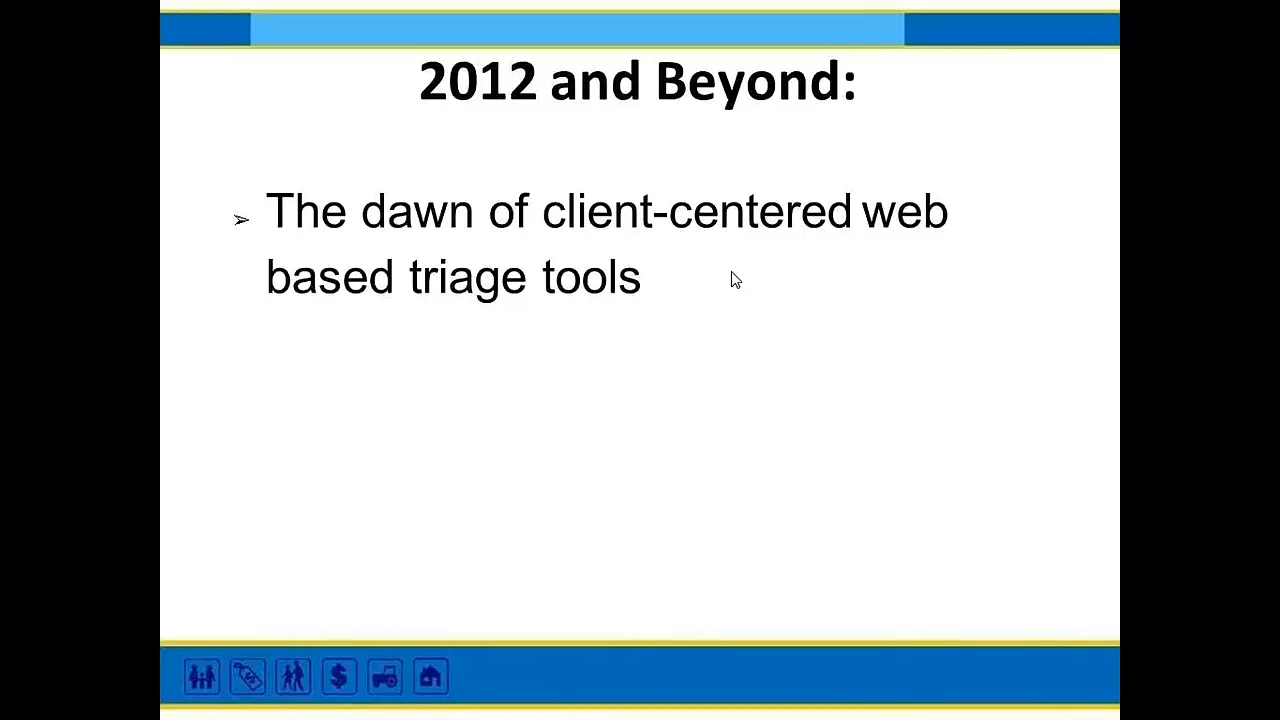 2012 and Beyond:
➢ The dawn of client-centered web
based triage tools
$